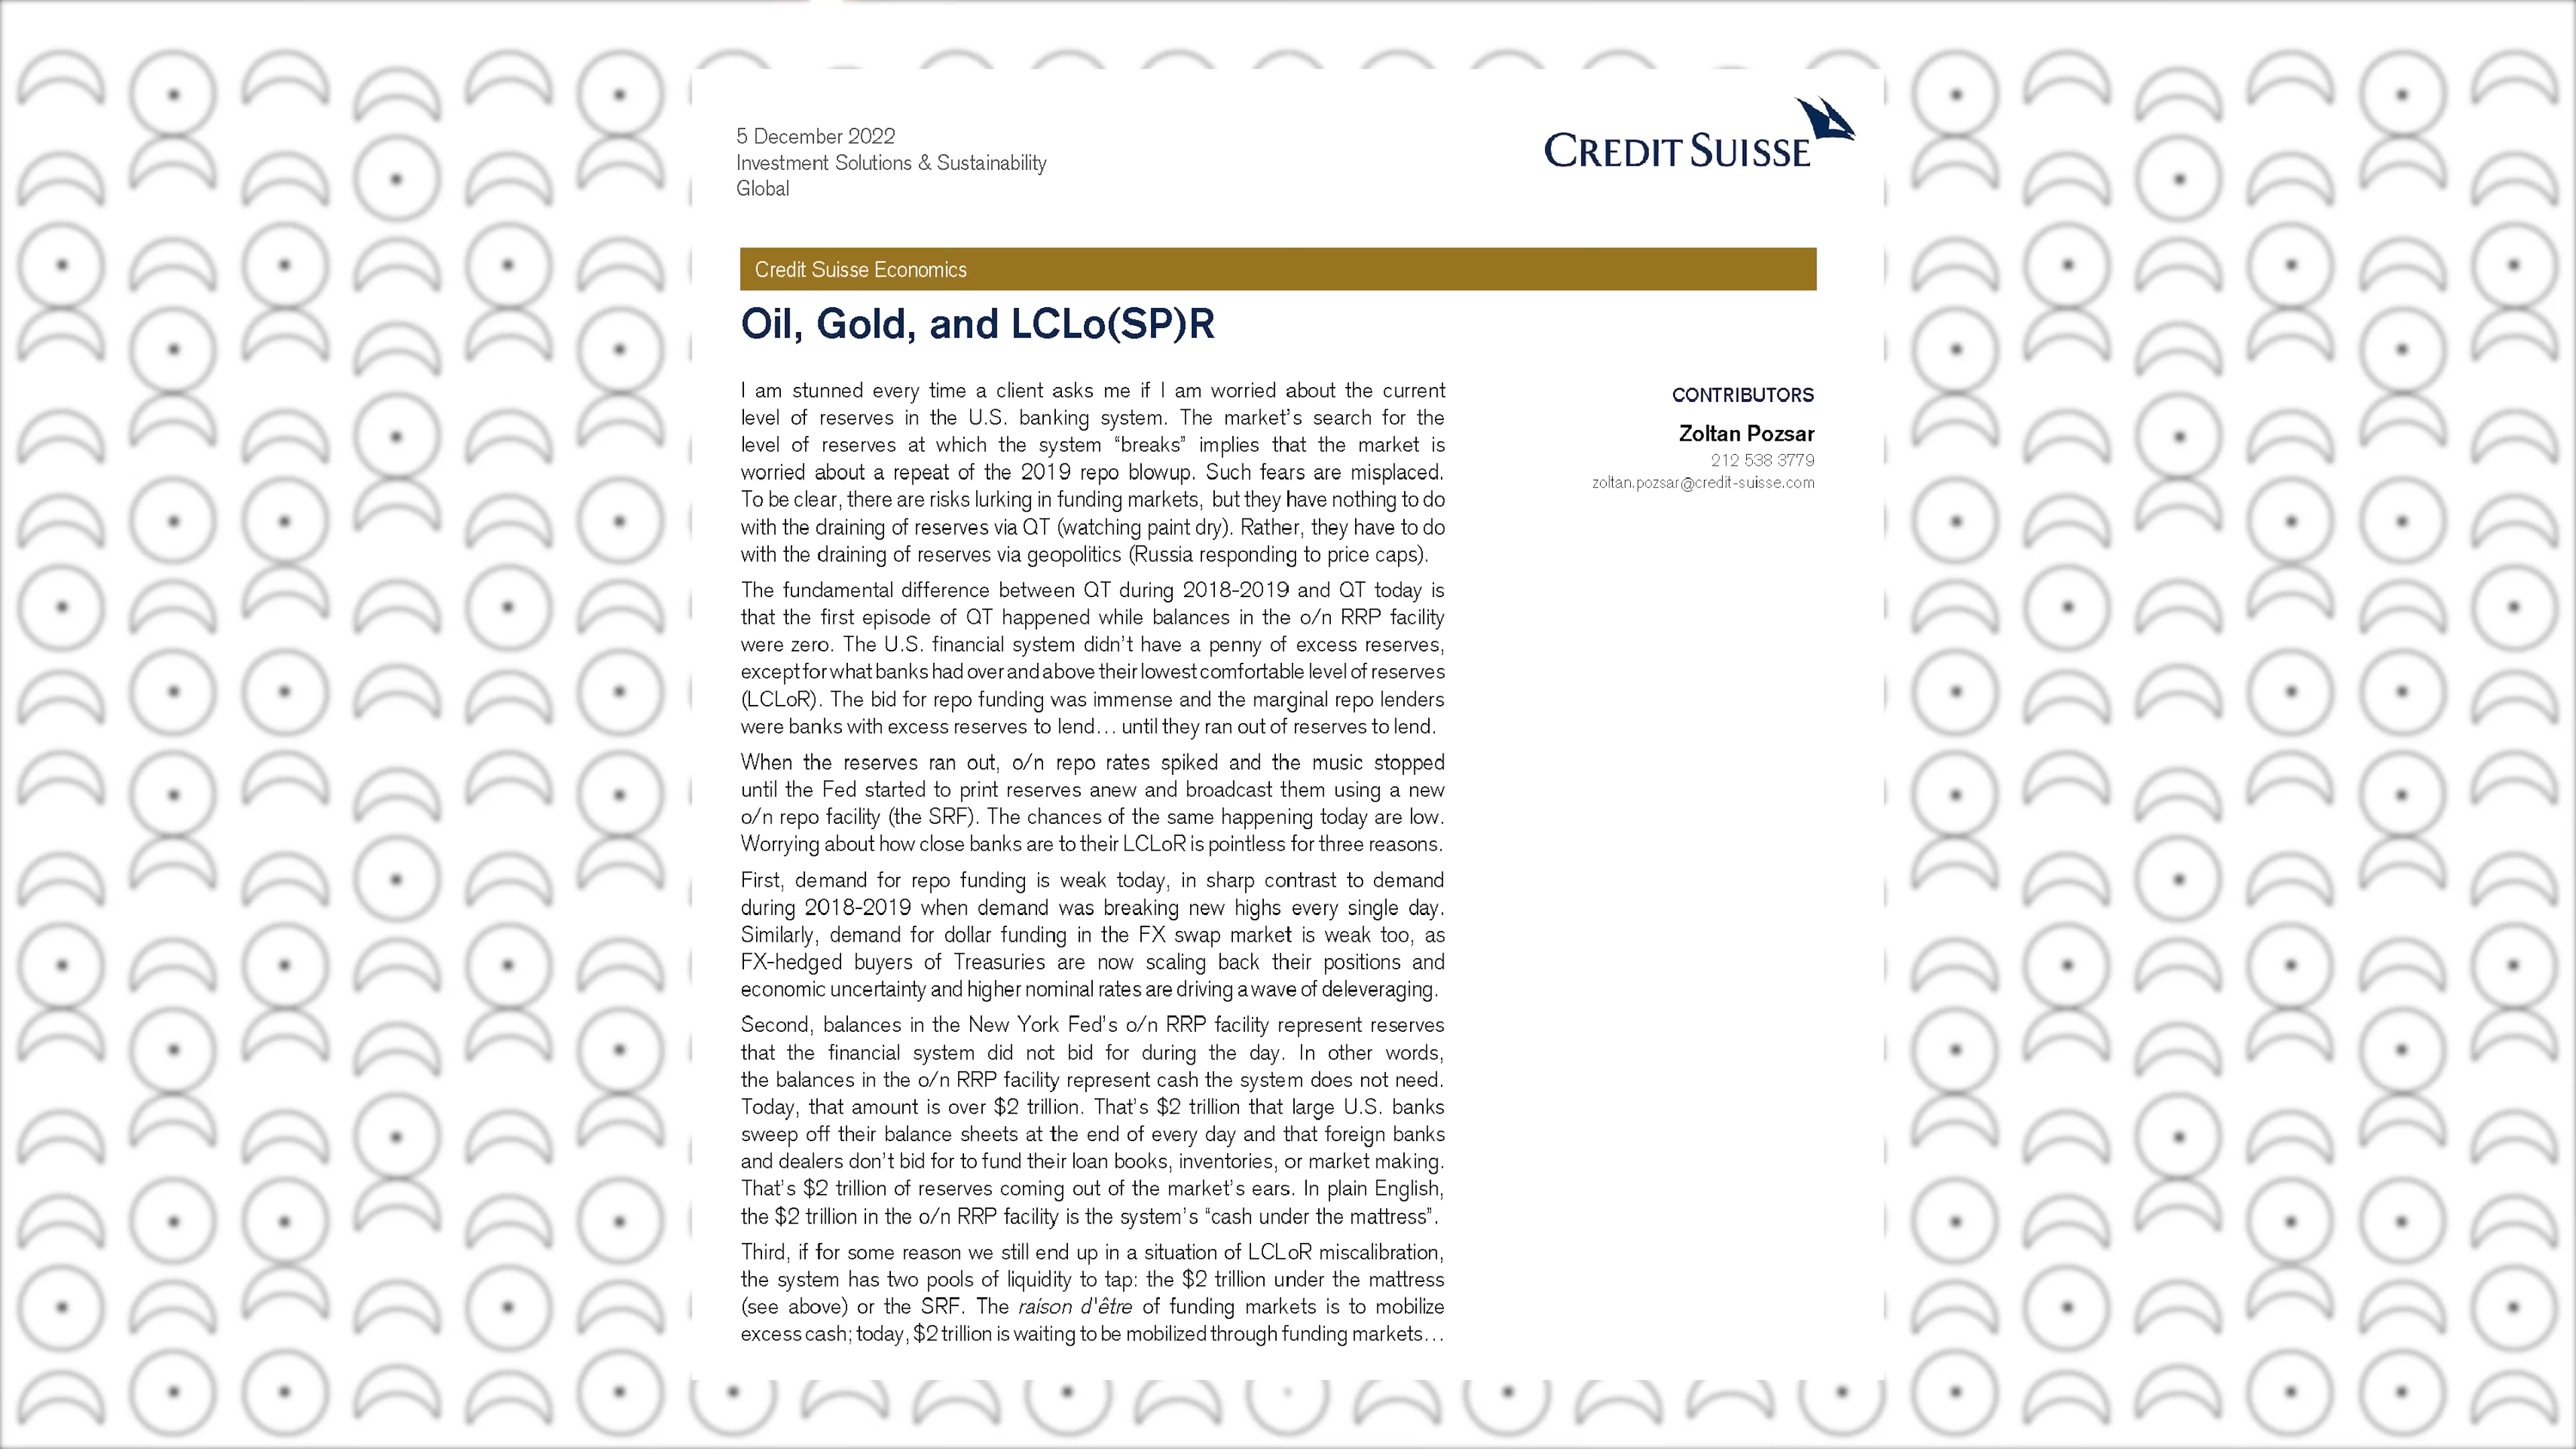 5 December 2022
Investment Solutions & Sustainability
Global
CREDIT SUISSE
Credit Suisse Economics
Oil, Gold, and LCLo(SP)R
I am stunned every time a client asks me if I am worried about the current
level of reserves in the U.S. banking system. The market's search for the
level of reserves at which the system “breaks” implies that the market is
worried about a repeat of the 2019 repo blowup. Such fears are misplaced.
To be clear, there are risks lurking in funding markets, but they have nothing to do
with the draining of reserves via QT (watching paint dry). Rather, they have to do
with the draining of reserves via geopolitics (Russia responding to price caps).
The fundamental difference between QT during 2018-2019 and QT today is
that the first episode of QT happened while balances in the o/n RRP facility
were zero. The U.S. financial system didn't have a penny of excess reserves,
except for what banks had over and above their lowest comfortable level of reserves
(LCLoR). The bid for repo funding was immense and the marginal repo lenders
were banks with excess reserves to lend... until they ran out of reserves to lend.
When the reserves ran out, o/n repo rates spiked and the music stopped
until the Fed started to print reserves anew and broadcast them using a new
o/n repo facility (the SRF). The chances of the same happening today are low.
Worrying about how close banks are to their LCLoR is pointless for three reasons.
First, demand for repo funding is weak today, in sharp contrast to demand
during 2018-2019 when demand was breaking new highs every single day.
Similarly, demand for dollar funding in the FX swap market is weak too, as
FX-hedged buyers of Treasuries are now scaling back their positions and
economic uncertainty and higher nominal rates are driving a wave of deleveraging.
Second, balances in the New York Fed's o/n RRP facility represent reserves
that the financial system did not bid for during the day. In other words,
the balances in the o/n RRP facility represent cash the system does not need.
Today, that amount is over $2 trillion. That's $2 trillion that large U.S. banks
sweep off their balance sheets at the end of every day and that foreign banks
and dealers don't bid for to fund their loan books, inventories, or market making.
That's $2 trillion of reserves coming out of the market's ears. In plain English,
the $2 trillion in the o/n RRP facility is the system's “cash under the mattress”.
Third, if for some reason we still end up in a situation of LCLoR miscalibration,
the system has two pools of liquidity to tap: the $2 trillion under the mattress
(see above) or the SRF. The raison d'être of funding markets is to mobilize
excess cash; today, $2 trillion is waiting to be mobilized through funding markets...
CONTRIBUTORS
Zoltan Pozsar
212 538 3779
zoltan.pozsar@credit-suisse.com